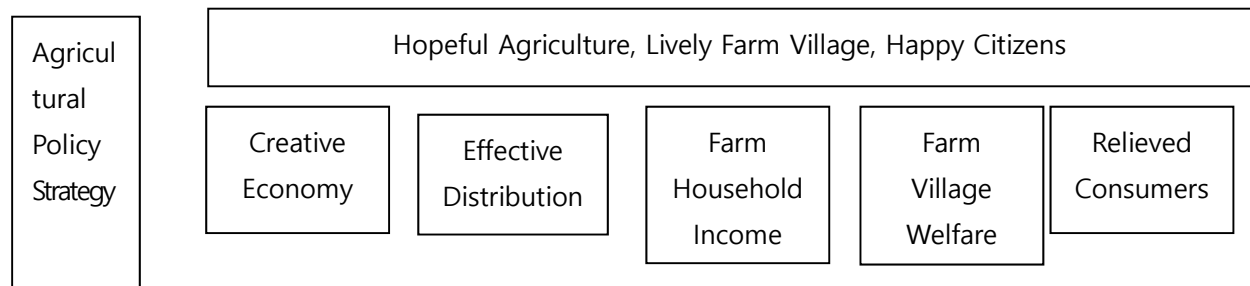 Agricul
tural
Policy
Strategy
Hopeful Agriculture, Lively Farm Village, Happy Citizens
Creative
Economy
Effective
Distribution
Farm
Household
Income
Farm
Village
Welfare
Relieved
Consumers